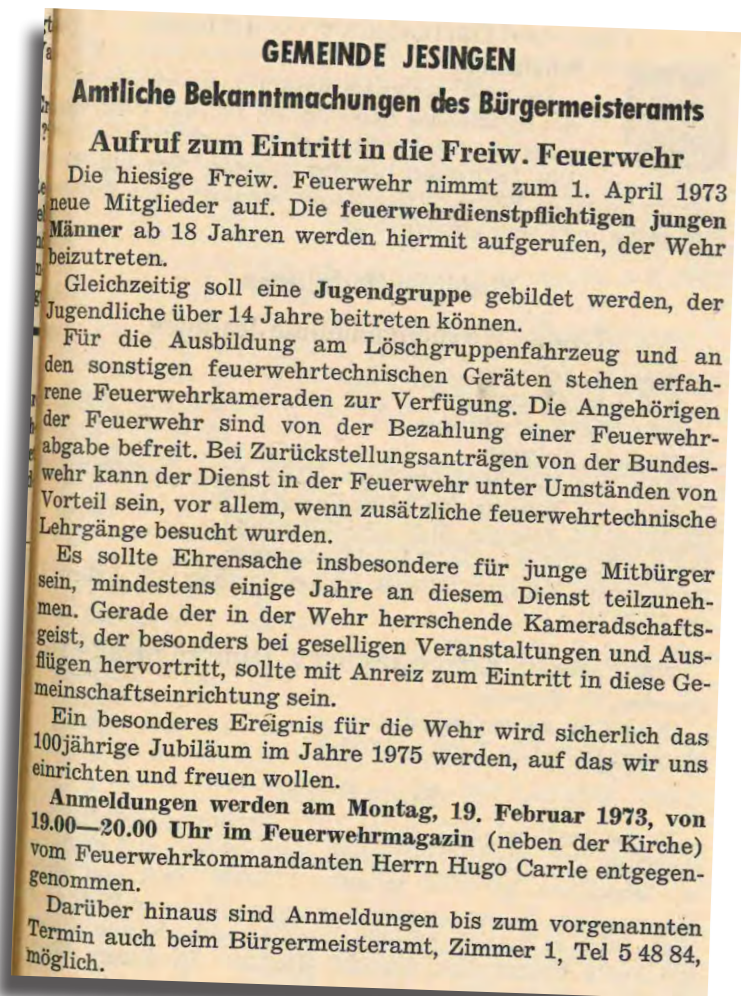 GEMEINDE JESINGEN
Amtliche Bekanntmachungen des Bürgermeisteramts
Aufruf zum Eintritt in die Freiw. Feuerwehr
Die hiesige Freiw. Feuerwehr nimmt zum 1. April 1973
neue Mitglieder auf. Die feuerwehrdienstpflichtigen jungen
Männer ab 18 Jahren werden hiermit aufgerufen, der Wehr
beizutreten.
Gleichzeitig soll eine Jugendgruppe gebildet werden, der
Jugendliche über 14 Jahre beitreten können.
Für die Ausbildung am Löschgruppenfahrzeug und an
den sonstigen feuerwehrtechnischen Geräten stehen erfah-
rene Feuerwehrkameraden zur Verfügung. Die Angehörigen
der Feuerwehr sind von der Bezahlung einer Feuerwehr-
abgabe befreit. Bei Zurückstellungsanträgen von der Bundes-
wehr kann der Dienst in der Feuerwehr unter Umständen von
Vorteil sein, vor allem, wenn zusätzliche feuerwehrtechnische
Lehrgänge besucht wurden.
Es sollte Ehrensache insbesondere für junge Mitbürger
sein, mindestens einige Jahre an diesem Dienst teilzuneh-
men. Gerade der in der Wehr herrschende Kameradschafts-
geist, der besonders bei geselligen Veranstaltungen und Aus-
flügen hervortritt, sollte mit Anreiz zum Eintritt in diese Ge-
meinschaftseinrichtung sein.
Ein besonderes Ereignis für die Wehr wird sicherlich das
100jährige Jubiläum im Jahre 1975 werden, auf das wir uns
einrichten und freuen wollen.
Anmeldungen werden am Montag, 19. Februar 1973, von
19.00—20.00 Uhr im Feuerwehrmagazin (neben der Kirche)
vom Feuerwehrkommandanten Herrn Hugo Carrle entgegen-
genommen.
Darüber hinaus sind Anmeldungen bis zum vorgenannten
Termin auch beim Bürgermeisteramt, Zimmer 1, Tel 5 48 84,
möglich.